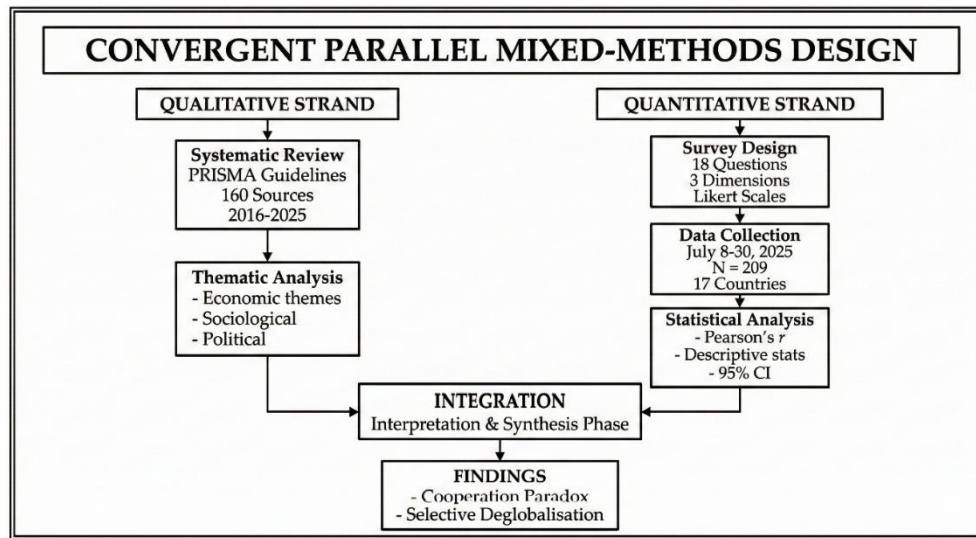 CONVERGENT PARALLEL MIXED-METHODS DESIGN
QUALITATIVE STRAND
Systematic Review
PRISMA Guidelines
160 Sources
2016-2025
Thematic Analysis
- Economic themes
- Sociological
- Political
QUANTITATIVE STRAND
Survey Design
18 Questions
3 Dimensions
Likert Scales
Data Collection
July 8-30, 2025
N = 209
17 Countries
Statistical Analysis
- Pearson's r
- Descriptive stats
- 95% CI
INTEGRATION
Interpretation & Synthesis Phase
FINDINGS
- Cooperation Paradox
- Selective Deglobalisation